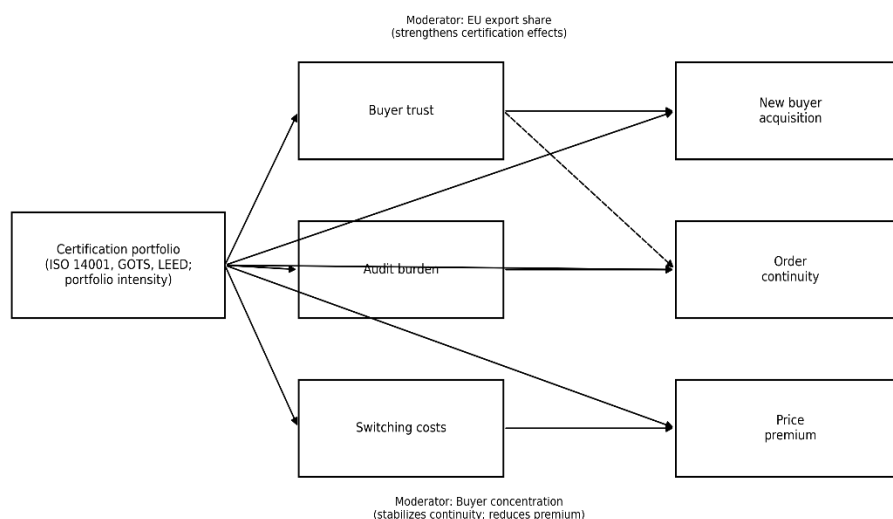 Moderator: EU export share
(strengthens certification effects)
Buyer trust
New buyer
acquisition
Certification portfolio
(ISO 14001, GOTS, LEED;
portfolio intensity)
Audit burden
Order
continuity
Switching costs
Price
premium
Moderator: Buyer concentration
(stabilizes continuity; reduces premium)